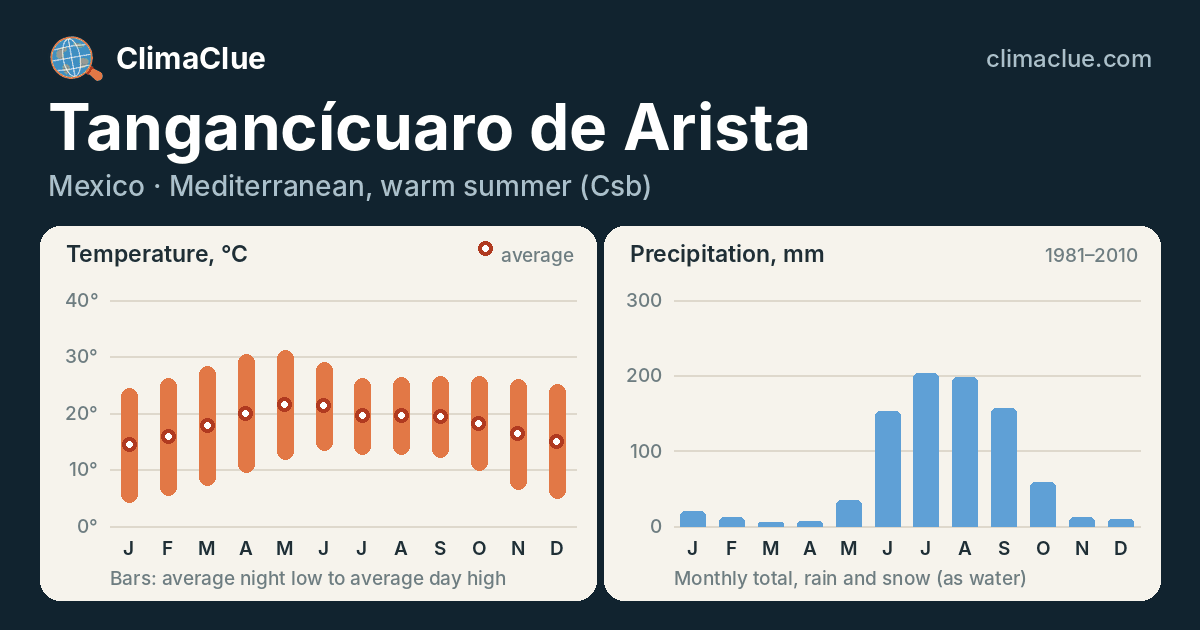 ClimaClue
climaclue.com
Tangancícuaro de Arista
Mexico · Mediterranean, warm summer (Csb)
Temperature, °C
average
40°
30°
20°
10°
0°
J F M A M J J A S O N D
Bars: average night low to average day high
Precipitation, mm
1981–2010
300
200
100
0
J F M A M J J A S O N D
Monthly total, rain and snow (as water)